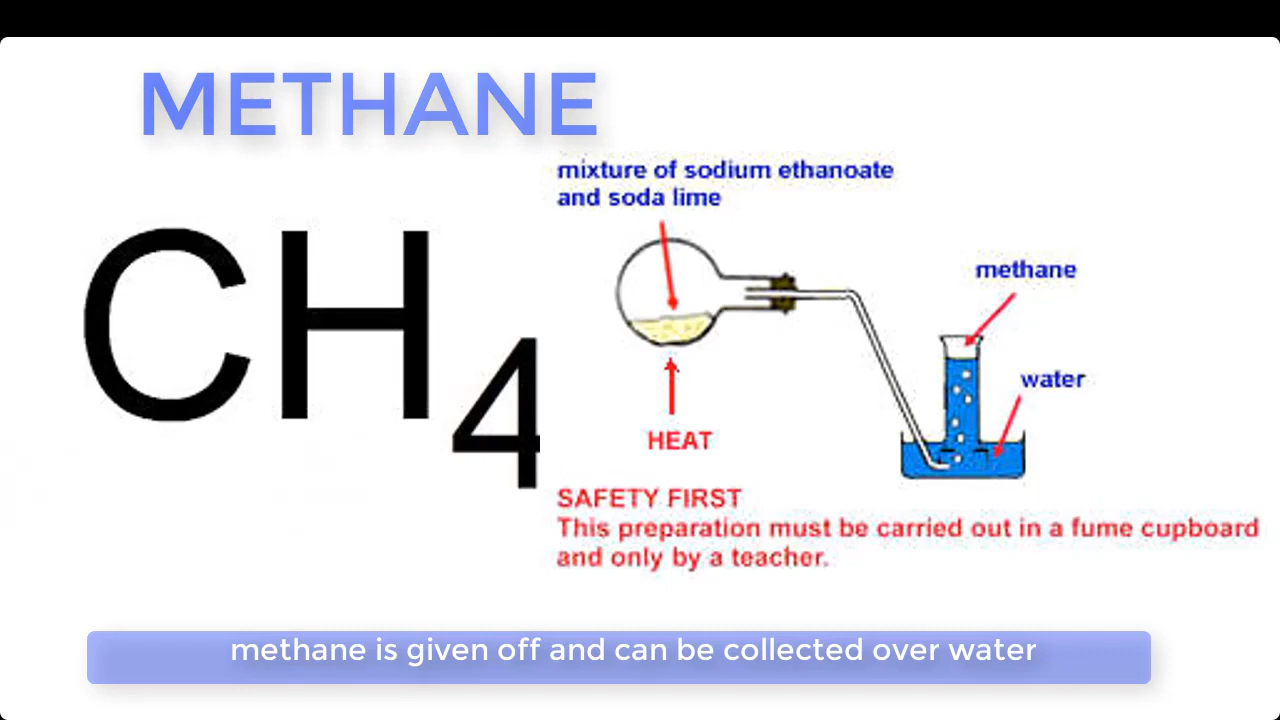 METHANE
mixture of sodium ethanoate
and soda lime
CH4
methane
water
HEAT
SAFETY FIRST
This preparation must be carried out in a fume cupboard
and only by a teacher.
methane is given off and can be collected over water